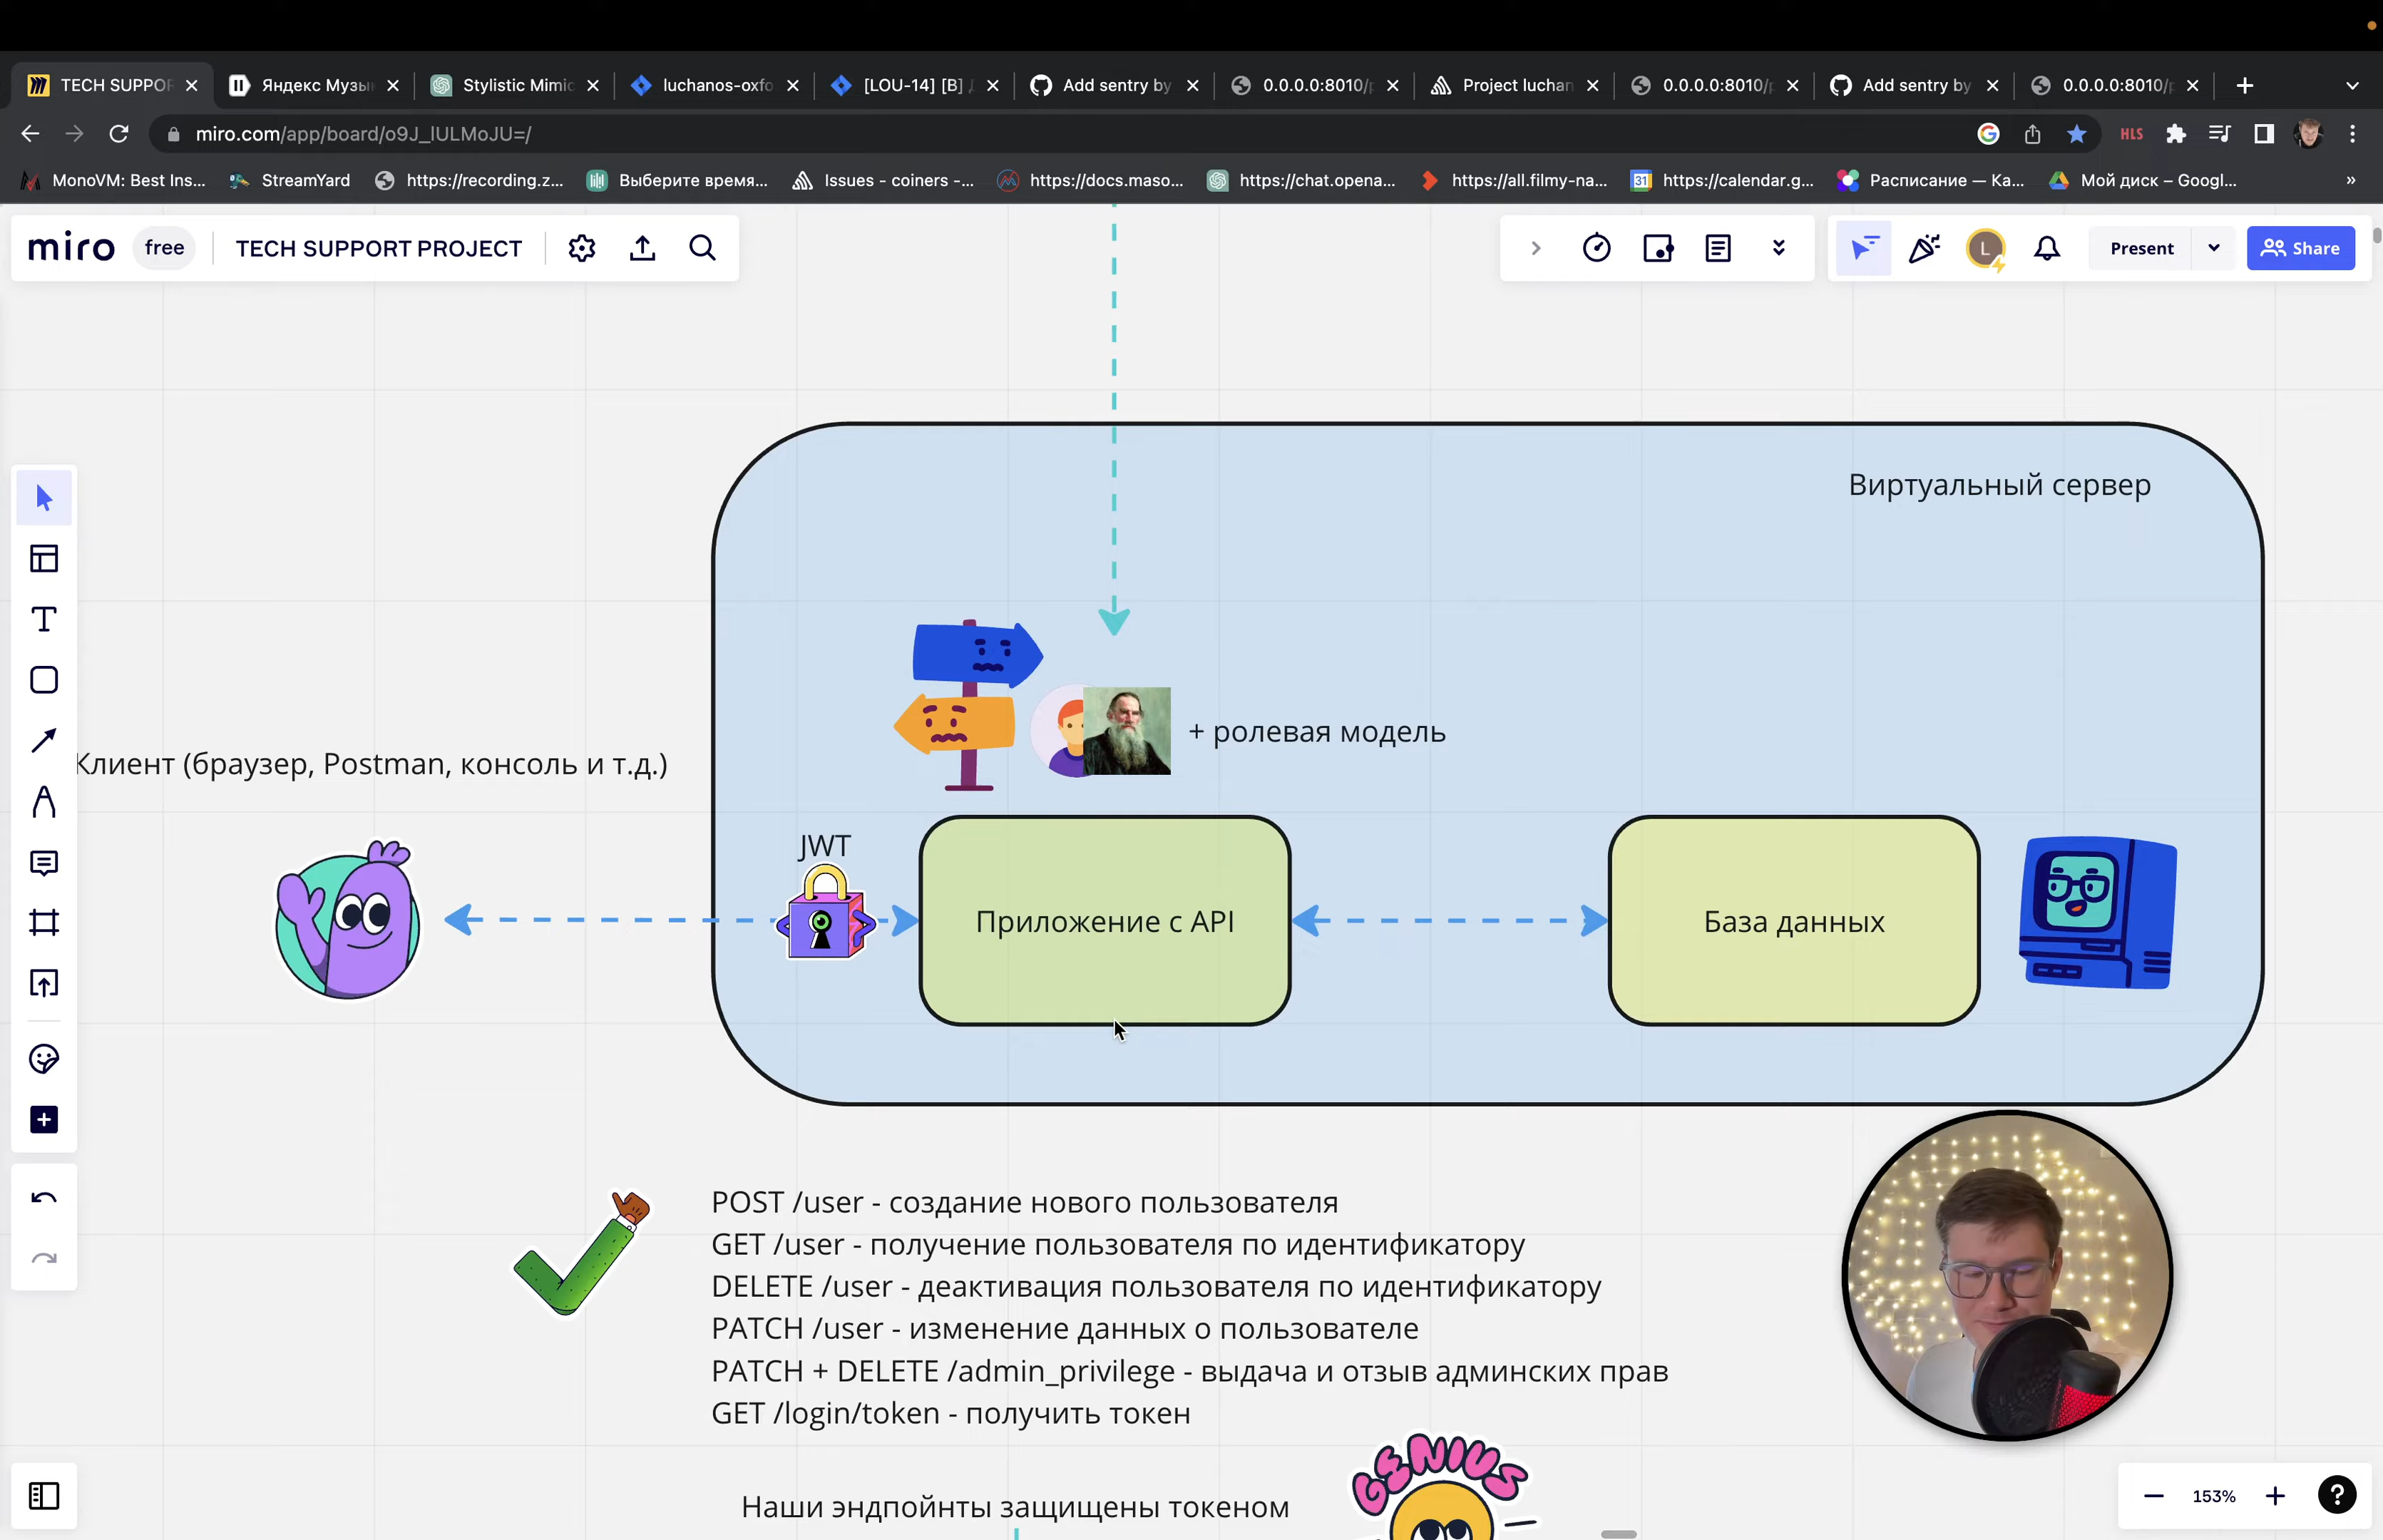 TECH SUPPOR
Яндекс Музы
Stylistic Mimic
luchanos-oxfo
[LOU-14] [B]
Add sentry by
0.0.0.0:8010/
Project luchan
0.0.0.0:8010/
Add sentry by
0.0.0.0:8010/
miro.com/app/board/o9J_lULMoJU=/
HLS
MonoVM: Best Ins...
StreamYard
https://recording.z...
Выберите время...
Issues - coiners -...
https://docs.maso...
https://chat.opena...
https://all.filmy-na...
31
https://calendar.g...
Расписание — Ка...
Мой диск – Googl...
»
miro
free
TECH SUPPORT PROJECT
L
Present
Share
Виртуальный сервер
+ ролевая модель
Клиент (браузер, Postman, консоль и т.д.)
JWT
Приложение с API
База данных
POST /user - создание нового пользователя
GET /user - получение пользователя по идентификатору
DELETE /user - деактивация пользователя по идентификатору
PATCH /user - изменение данных о пользователе
PATCH + DELETE /admin_privilege - выдача и отзыв админских прав
GET /login/token - получить токен
GENIUS
Наши эндпойнты защищены токеном
153%